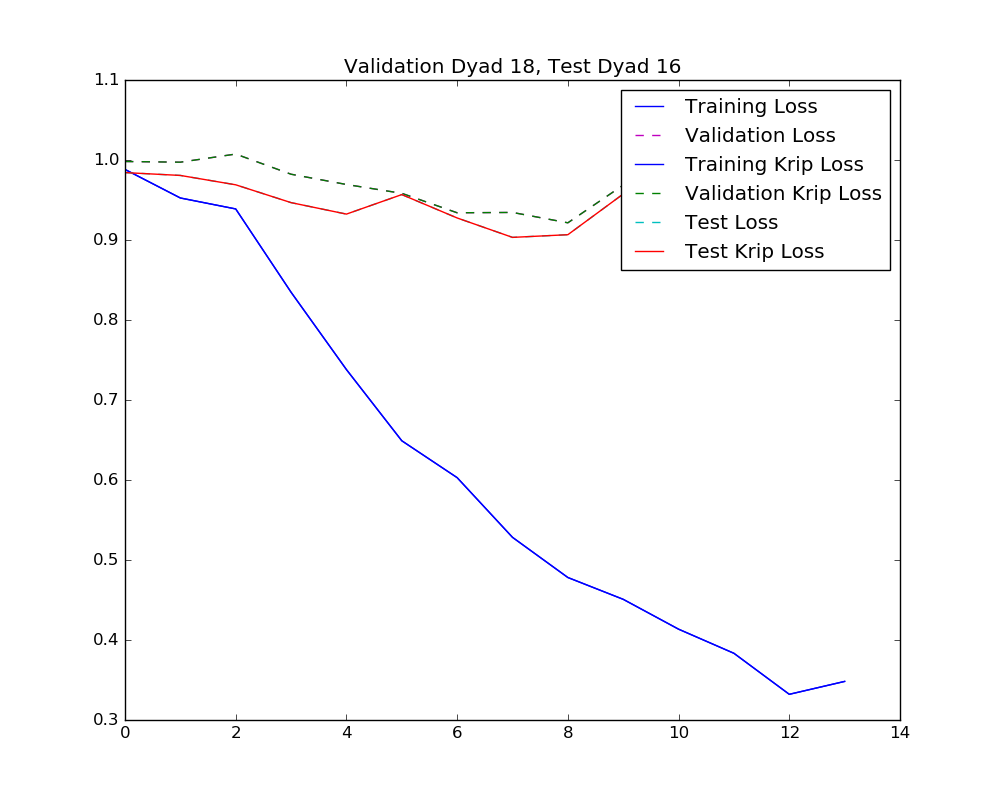 Validation Dyad 18, Test Dyad 16
1.1
1.0
0.9
0.8
0.7
0.6
0.5
0.4
0.3
Training Loss
Validation Loss
Training Krip Loss
Validation Krip Loss
Test Loss
Test Krip Loss
0 2 4 6 8 10 12 14